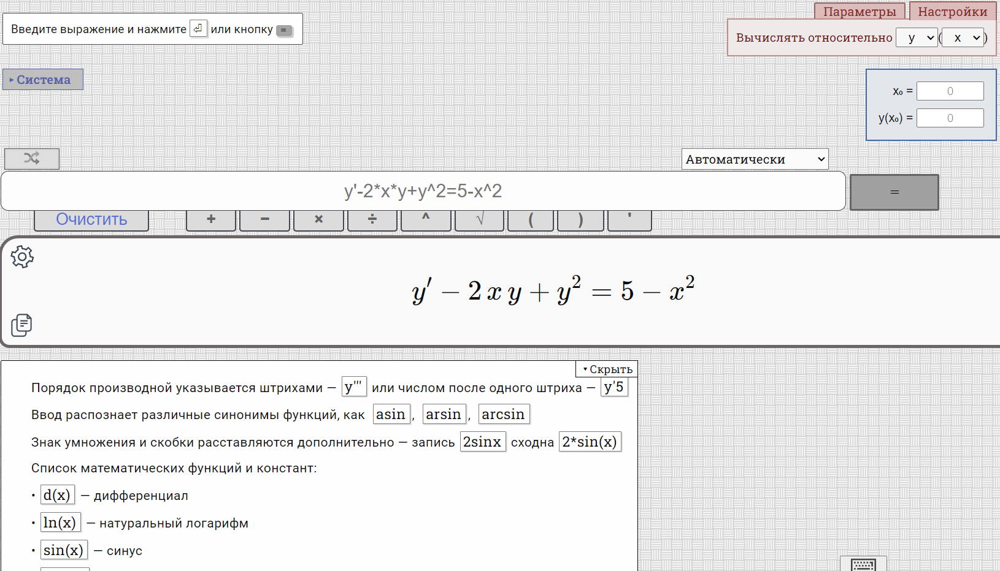 Параметры Настройки
Введите выражение и нажмите ⏎ или кнопку =
Вычислять относительно y ( x )
▸ Система
x₀ = 0
y(x₀) = 0
Автоматически
y'-2*x*y+y^2=5-x^2
=
Очистить + − × ÷ ^ √ ( ) '
y′ − 2 x y + y² = 5 − x²
▾ Скрыть
Порядок производной указывается штрихами — y''' или числом после одного штриха — y'5
Ввод распознает различные синонимы функций, как asin , arsin , arcsin
Знак умножения и скобки расставляются дополнительно — запись 2sinx сходна 2*sin(x)
Список математических функций и констант:
• d(x) — дифференциал
• ln(x) — натуральный логарифм
• sin(x) — синус